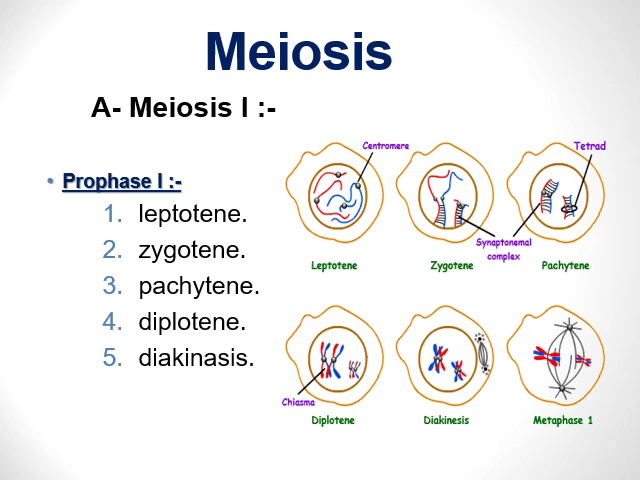 Meiosis
A- Meiosis I :-
• Prophase I :-
1. leptotene.
2. zygotene.
3. pachytene.
4. diplotene.
5. diakinasis.
Centromere
Tetrad
Synaptonemal
complex
Leptotene
Zygotene
Pachytene
Chiasma
Diplotene
Diakinesis
Metaphase 1